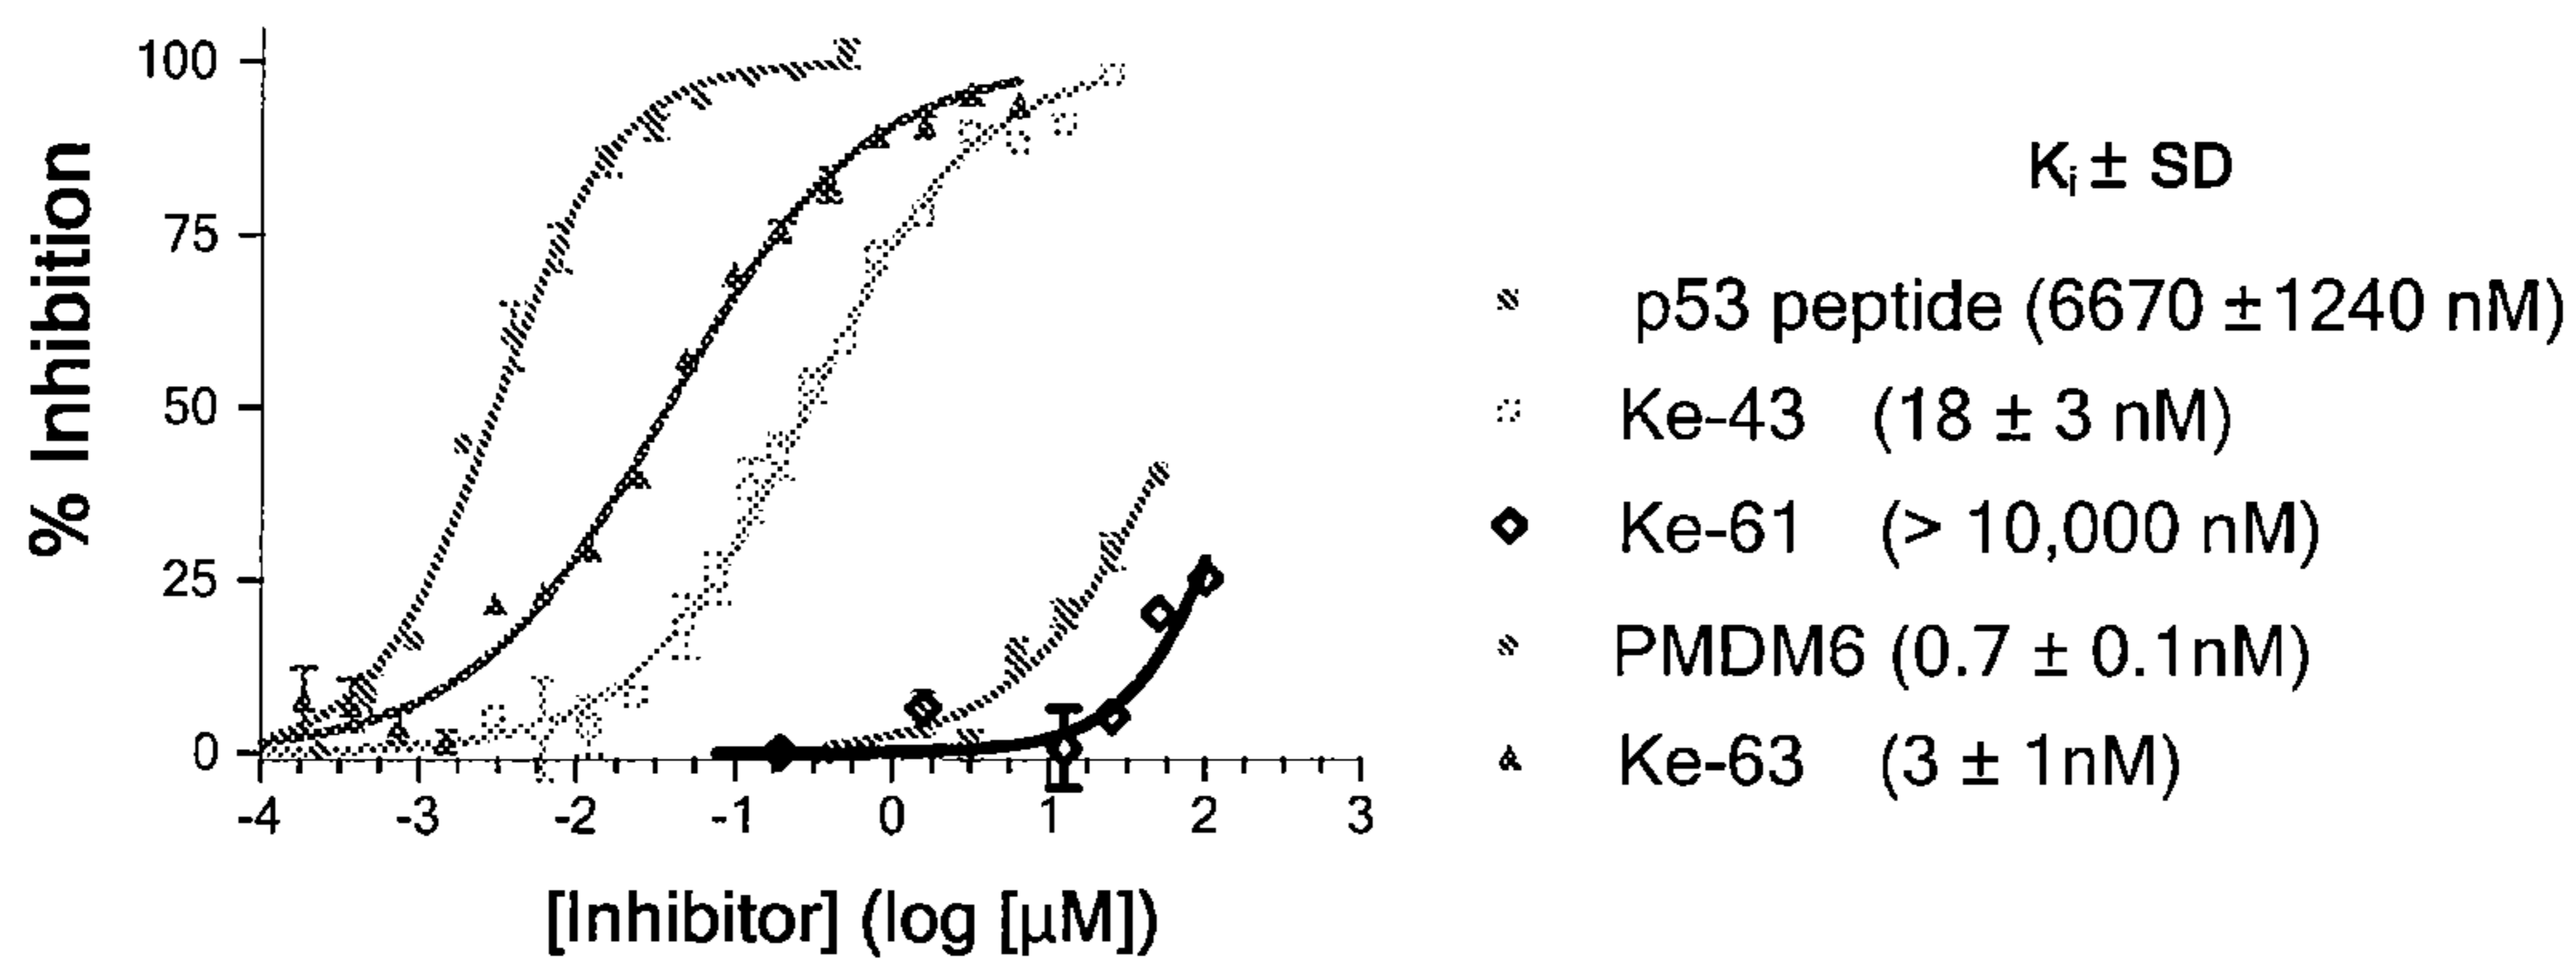 % Inhibition
100
75
50
25
0
-4 -3 -2 -1 0 1 2 3
[Inhibitor] (log [µM])
Ki ± SD
p53 peptide (6670 ±1240 nM)
Ke-43 (18 ± 3 nM)
Ke-61 (> 10,000 nM)
PMDM6 (0.7 ± 0.1nM)
Ke-63 (3 ± 1nM)